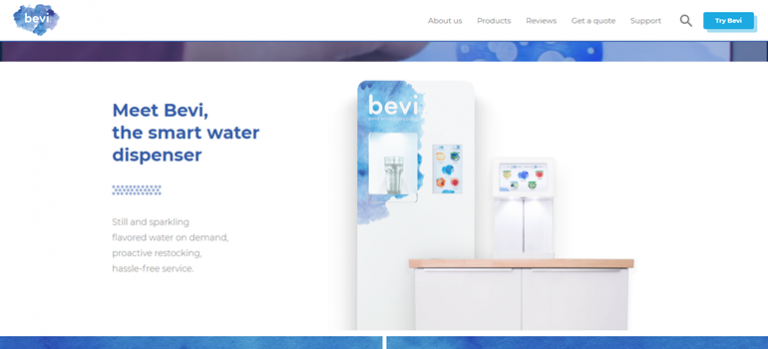 bevi
About us
Products
Reviews
Get a quote
Support
Try Bevi
Meet Bevi,
the smart water
dispenser
Still and sparkling
flavored water on demand,
proactive restocking,
hassle-free service.
bevi